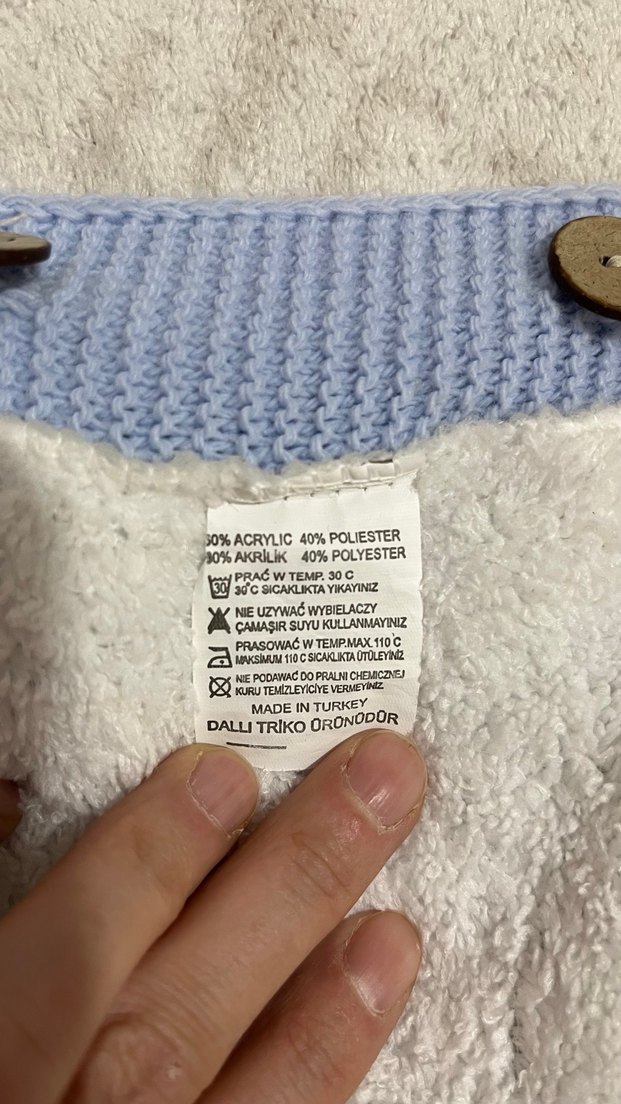 60% ACRYLIC 40% POLIESTER
AKRİLİK 40% POLYESTER
30
PRAĆ W TEMP. 30 C
30°C SICAKLIKTA YIKAYINIZ
NIE UZYWAĆ WYBIELACZY
ÇAMAŞIR SUYU KULLANMAYINIZ
PRASOWAĆ W TEMP.MAX. 110 C
MAKSİMUM 110 C SICAKLIKTA ÜTÜLEYİNİZ
NIE PODAWAĆ DO PRALNI CHEMICZNEJ
KURU TEMİZLEYİCİYE VERMEYİNİZ
MADE IN TURKEY
DALLI TRİKO ÜRÜNÜDÜR